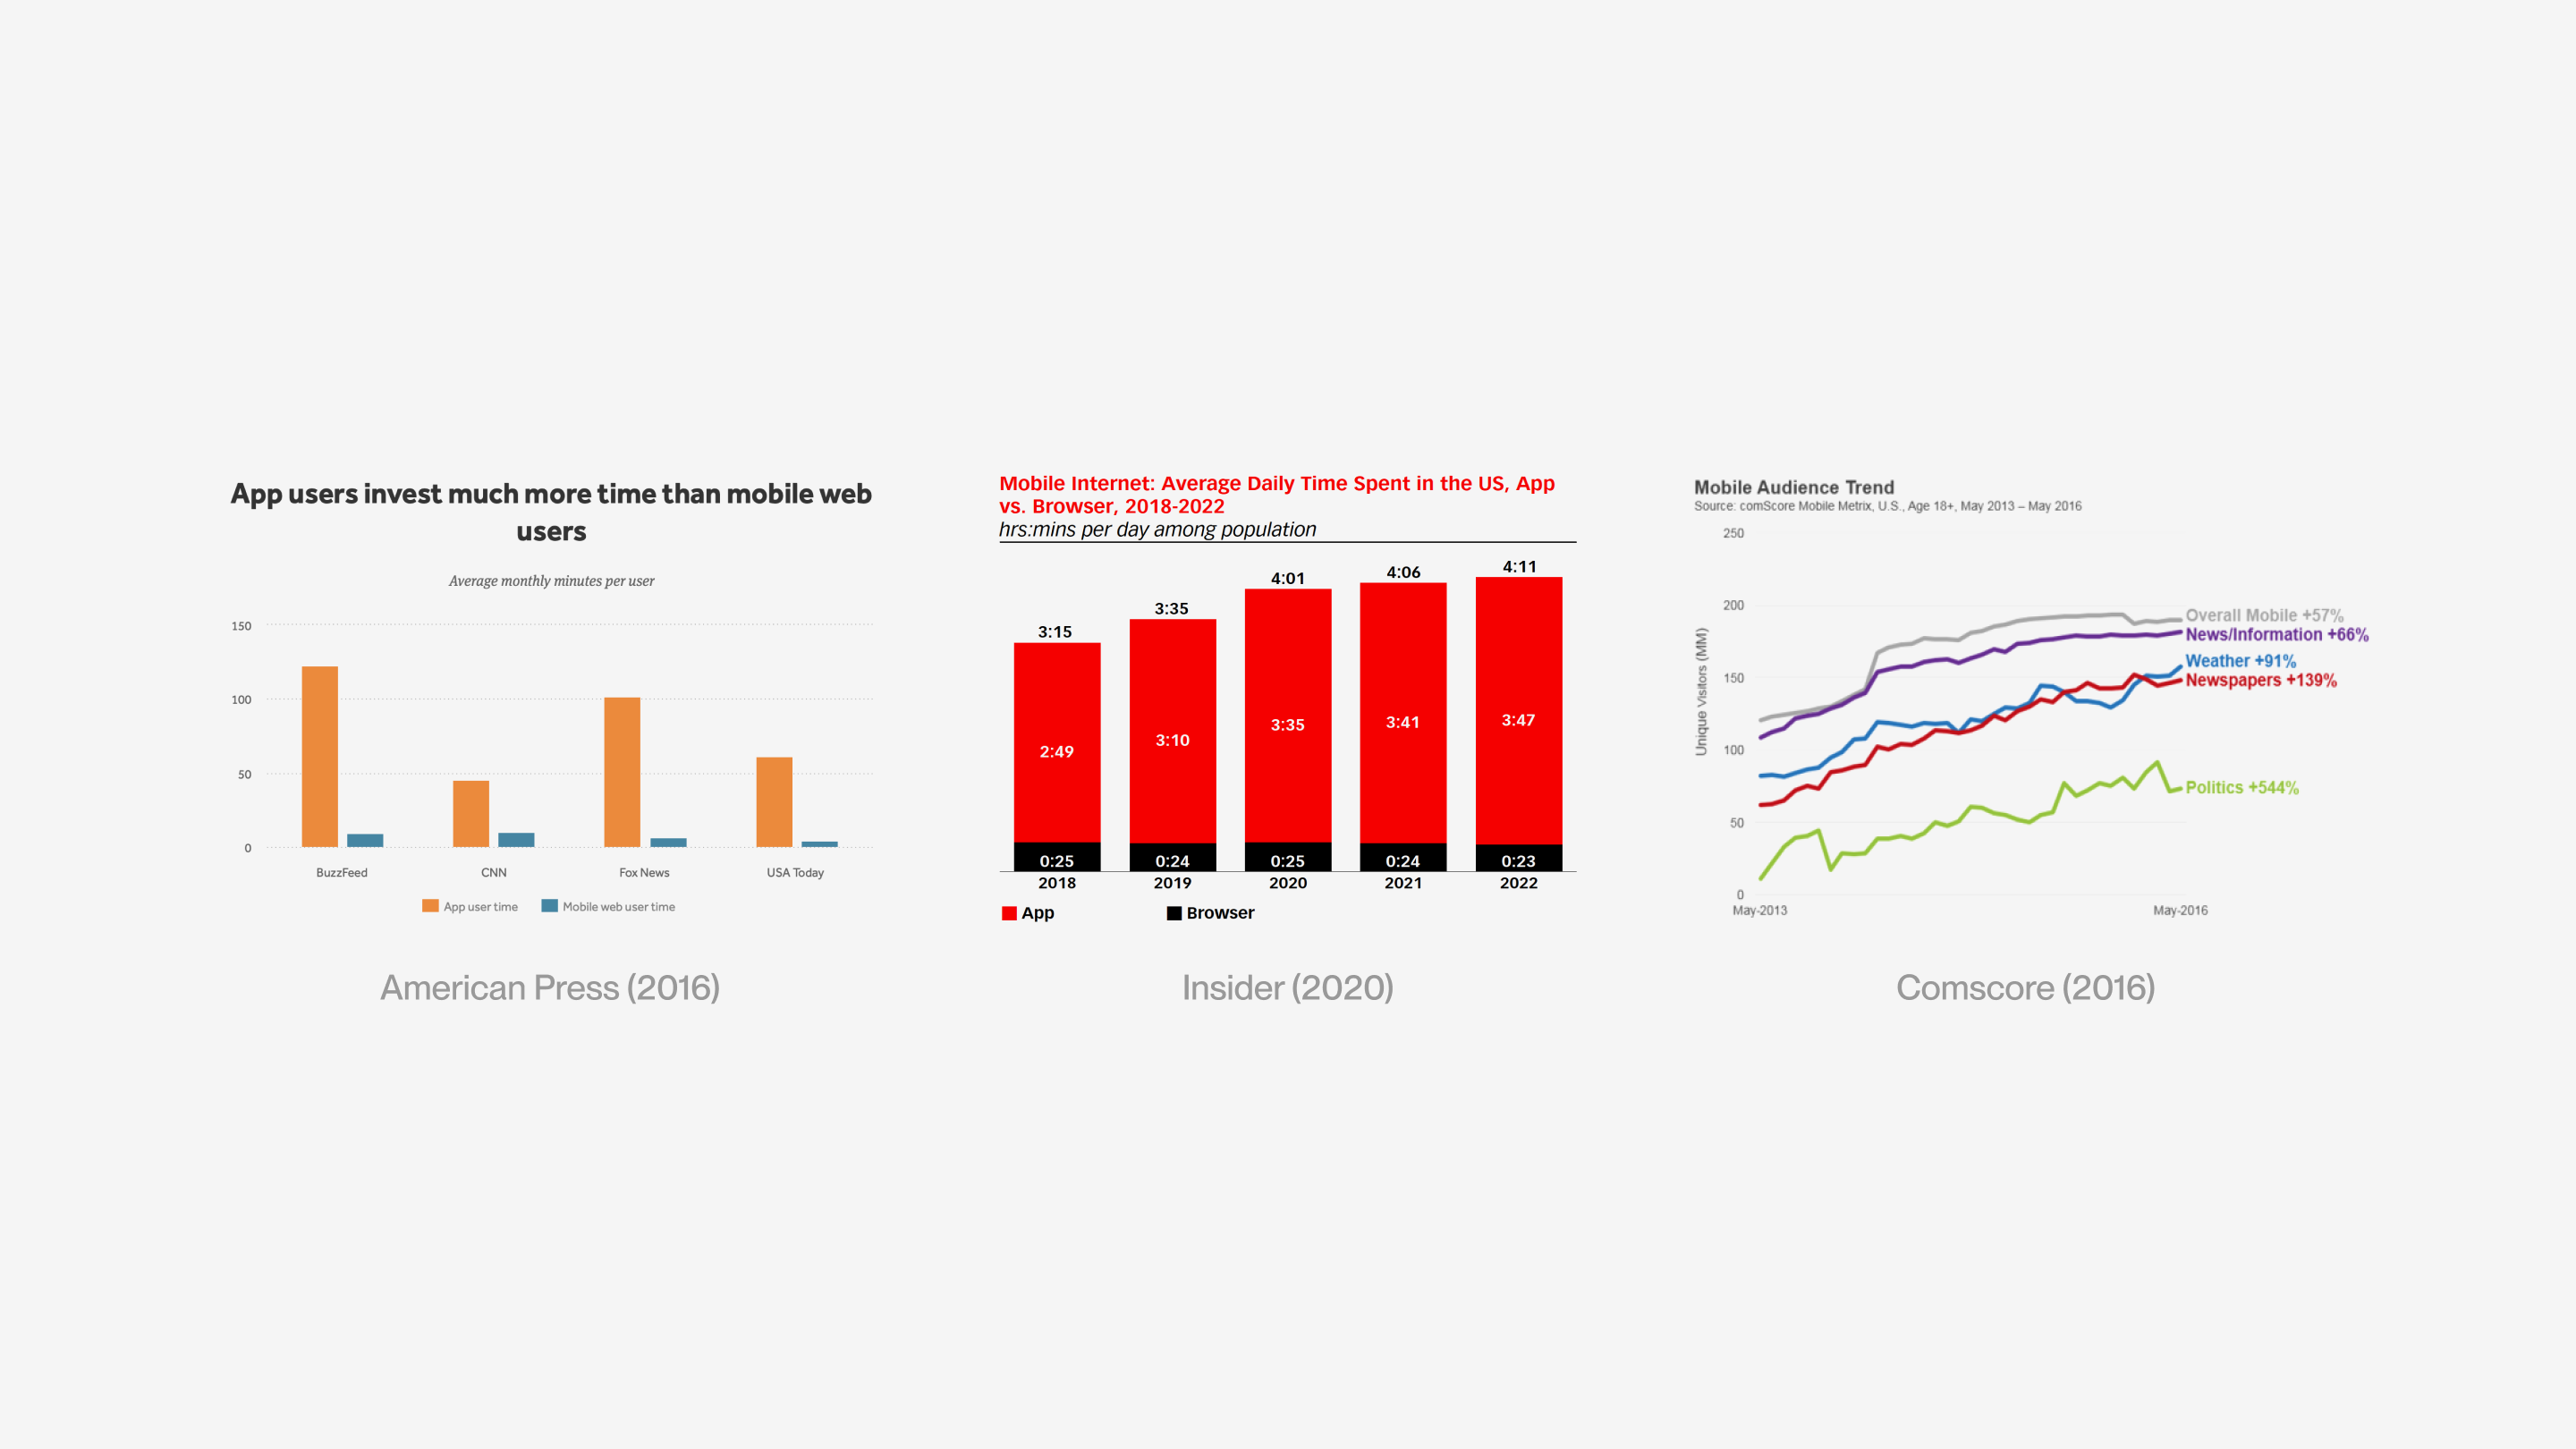 App users invest much more time than mobile web
users
Average monthly minutes per user
150
100
50
0
BuzzFeed
CNN
Fox News
USA Today
App user time
Mobile web user time
American Press (2016)
Mobile Internet: Average Daily Time Spent in the US, App
vs. Browser, 2018-2022
hrs:mins per day among population
3:15
3:35
4:01
4:06
4:11
2:49
3:10
3:35
3:41
3:47
0:25
0:24
0:25
0:24
0:23
2018
2019
2020
2021
2022
App
Browser
Insider (2020)
Mobile Audience Trend
Source: comScore Mobile Metrix, U.S., Age 18+, May 2013 – May 2016
Unique Visitors (MM)
250
200
150
100
50
0
Overall Mobile +57%
News/Information +66%
Weather +91%
Newspapers +139%
Politics +544%
May-2013
May-2016
Comscore (2016)